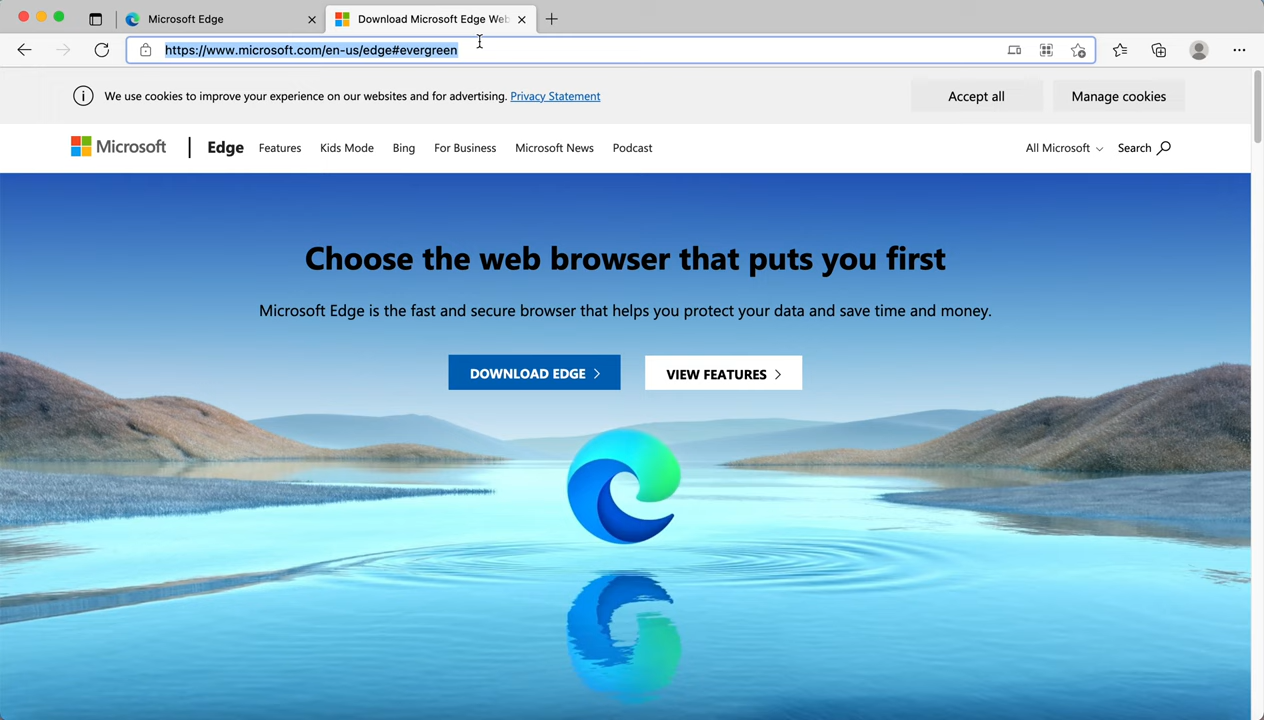 Microsoft Edge
Download Microsoft Edge Web
https://www.microsoft.com/en-us/edge#evergreen
We use cookies to improve your experience on our websites and for advertising. Privacy Statement
Accept all
Manage cookies
Microsoft
Edge
Features
Kids Mode
Bing
For Business
Microsoft News
Podcast
All Microsoft
Search
Choose the web browser that puts you first
Microsoft Edge is the fast and secure browser that helps you protect your data and save time and money.
DOWNLOAD EDGE
VIEW FEATURES